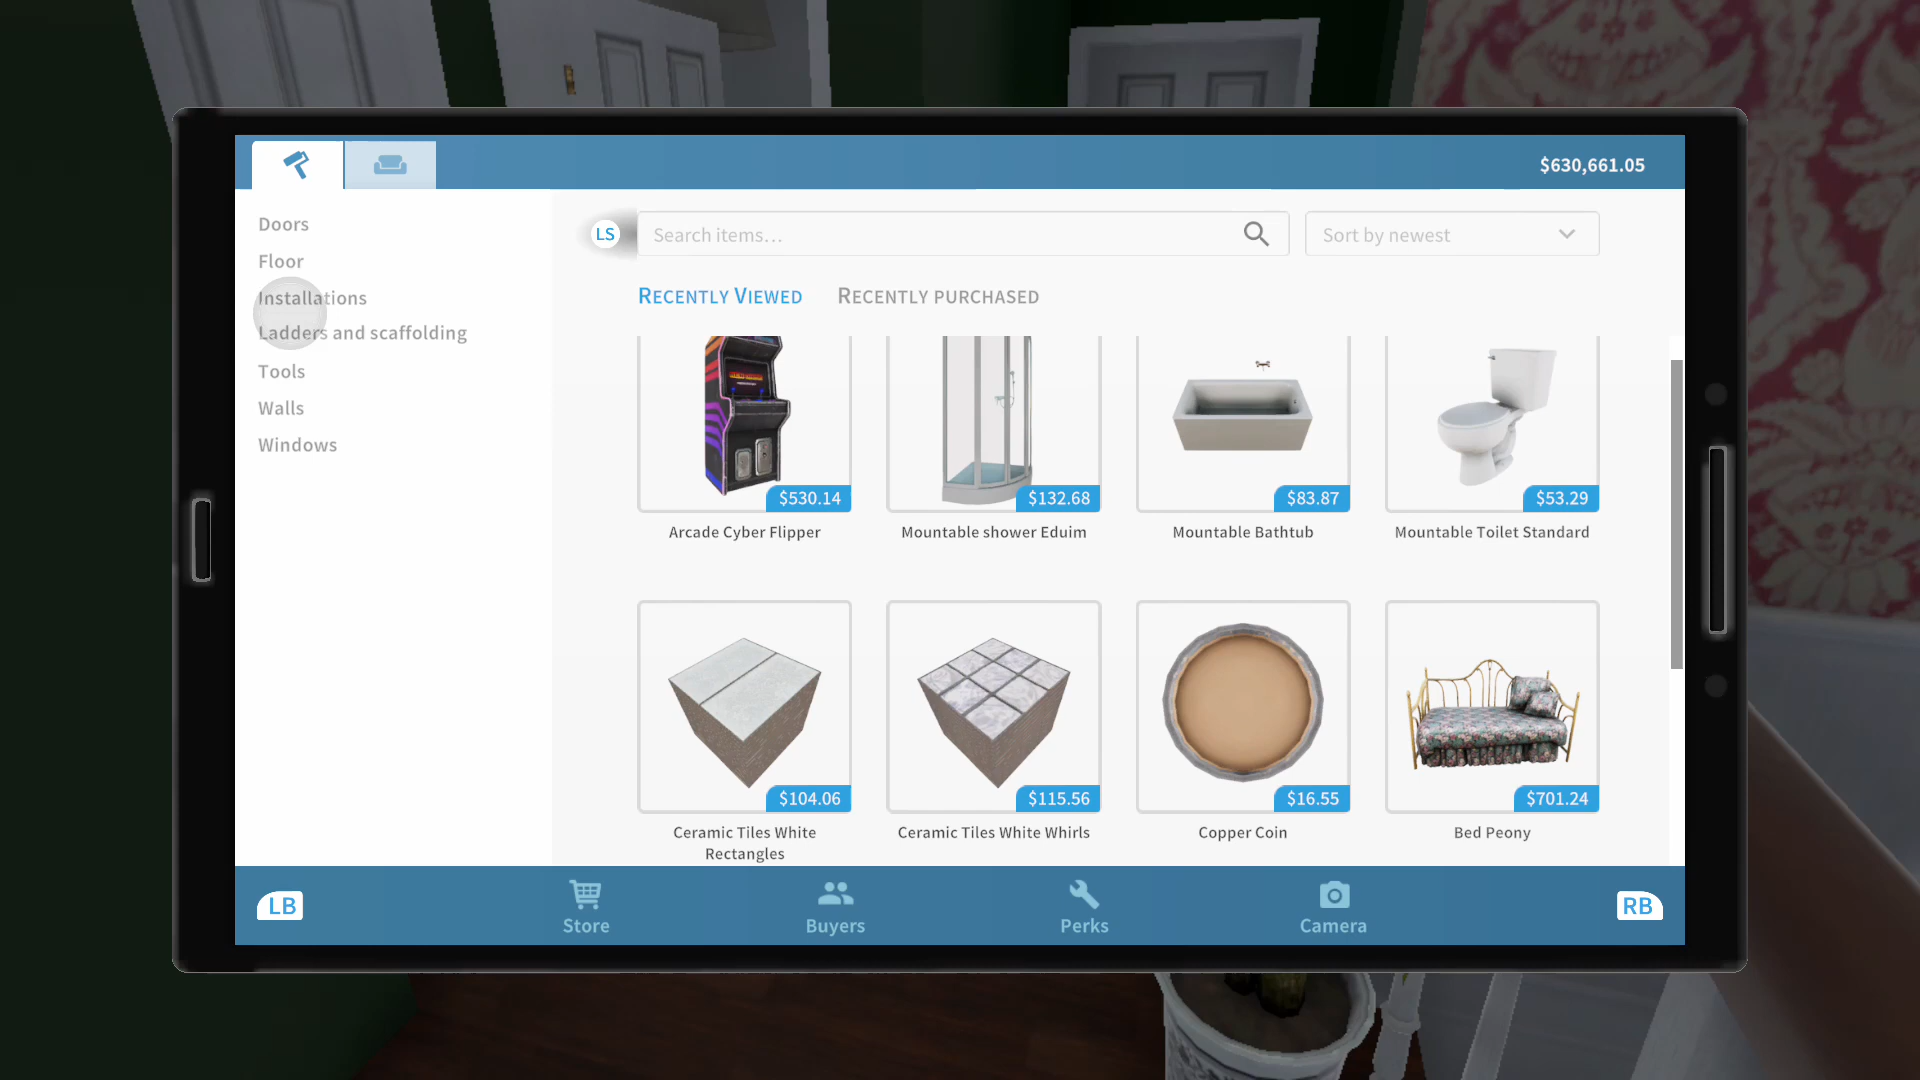 $630,661.05
Doors
Floor
Installations
Ladders and scaffolding
Tools
Walls
Windows
LS
Search items...
Sort by newest
RECENTLY VIEWED
RECENTLY PURCHASED
$530.14
$132.68
$83.87
$53.29
Arcade Cyber Flipper
Mountable shower Eduim
Mountable Bathtub
Mountable Toilet Standard
$104.06
$115.56
$16.55
$701.24
Ceramic Tiles White
Rectangles
Ceramic Tiles White Whirls
Copper Coin
Bed Peony
LB
Store
Buyers
Perks
Camera
RB